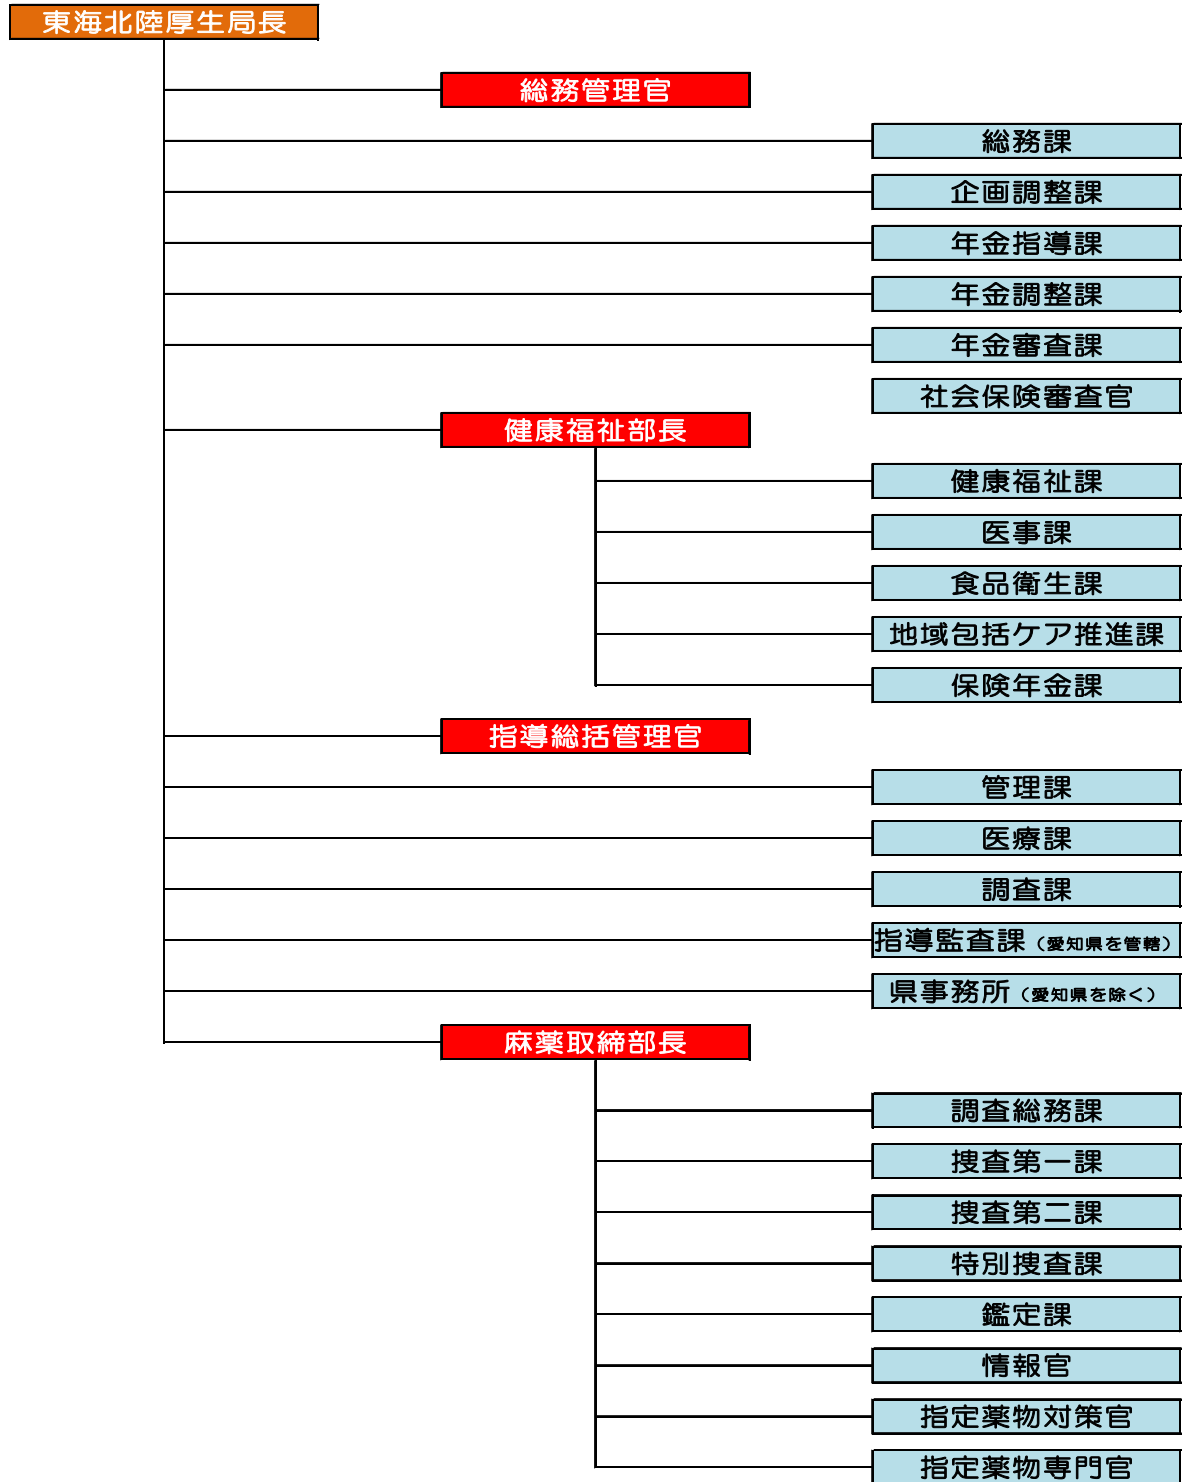 東海北陸厚生局長
総務管理官
総務課
企画調整課
年金指導課
年金調整課
年金審査課
社会保険審査官
健康福祉部長
健康福祉課
医事課
食品衛生課
地域包括ケア推進課
保険年金課
指導総括管理官
管理課
医療課
調査課
指導監査課（愛知県を管轄）
県事務所（愛知県を除く）
麻薬取締部長
調査総務課
捜査第一課
捜査第二課
特別捜査課
鑑定課
情報官
指定薬物対策官
指定薬物専門官